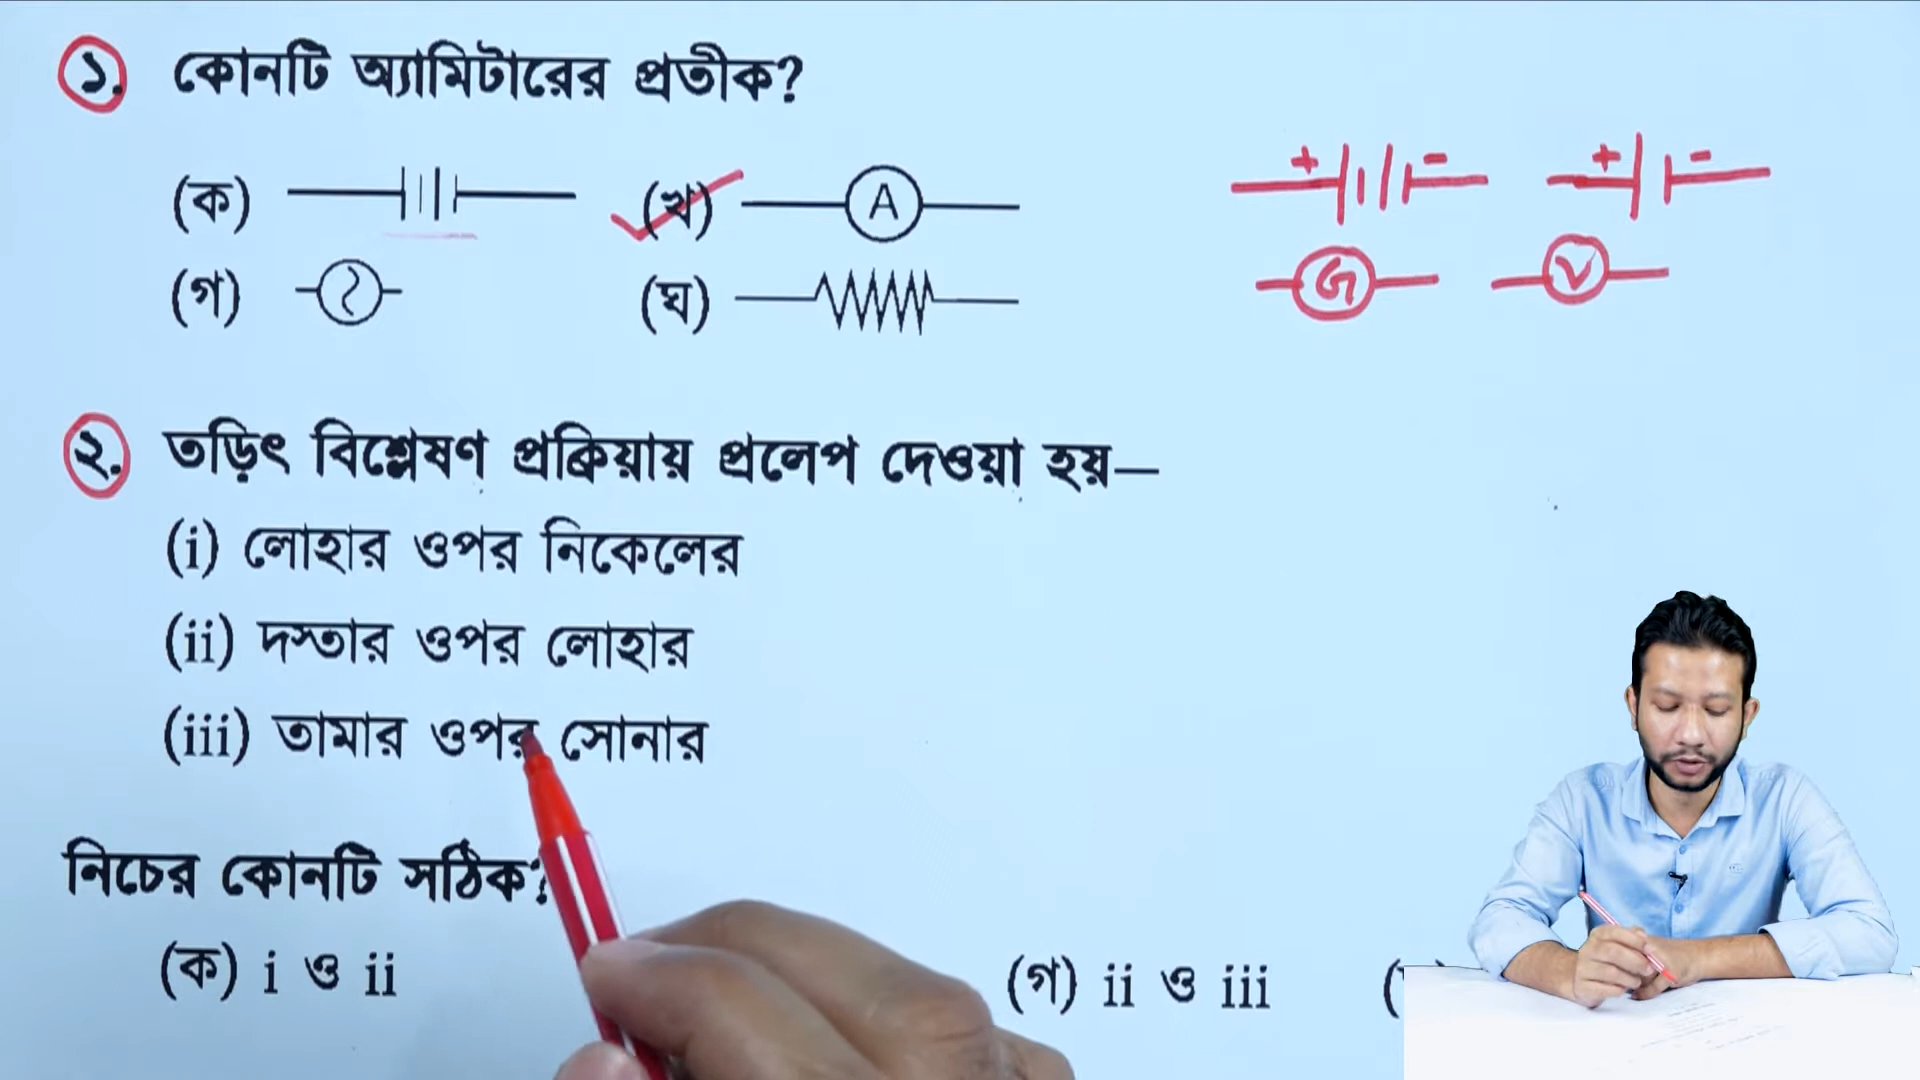 ১. কোনটি অ্যামিটারের প্রতীক?
(ক) (খ) A
(গ) (ঘ)
+ - + -
G V
২. তড়িৎ বিশ্লেষণ প্রক্রিয়ায় প্রলেপ দেওয়া হয়—
(i) লোহার ওপর নিকেলের
(ii) দস্তার ওপর লোহার
(iii) তামার ওপর সোনার
নিচের কোনটি সঠিক?
(ক) i ও ii (গ) ii ও iii